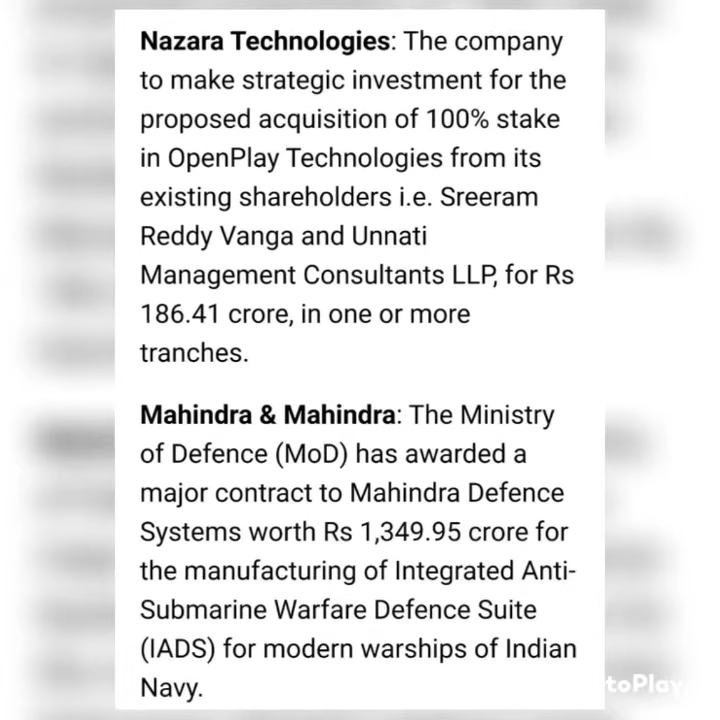 Nazara Technologies: The company
to make strategic investment for the
proposed acquisition of 100% stake
in OpenPlay Technologies from its
existing shareholders i.e. Sreeram
Reddy Vanga and Unnati
Management Consultants LLP, for Rs
186.41 crore, in one or more
tranches.
Mahindra & Mahindra: The Ministry
of Defence (MoD) has awarded a
major contract to Mahindra Defence
Systems worth Rs 1,349.95 crore for
the manufacturing of Integrated Anti-
Submarine Warfare Defence Suite
(IADS) for modern warships of Indian
Navy.
toPlay